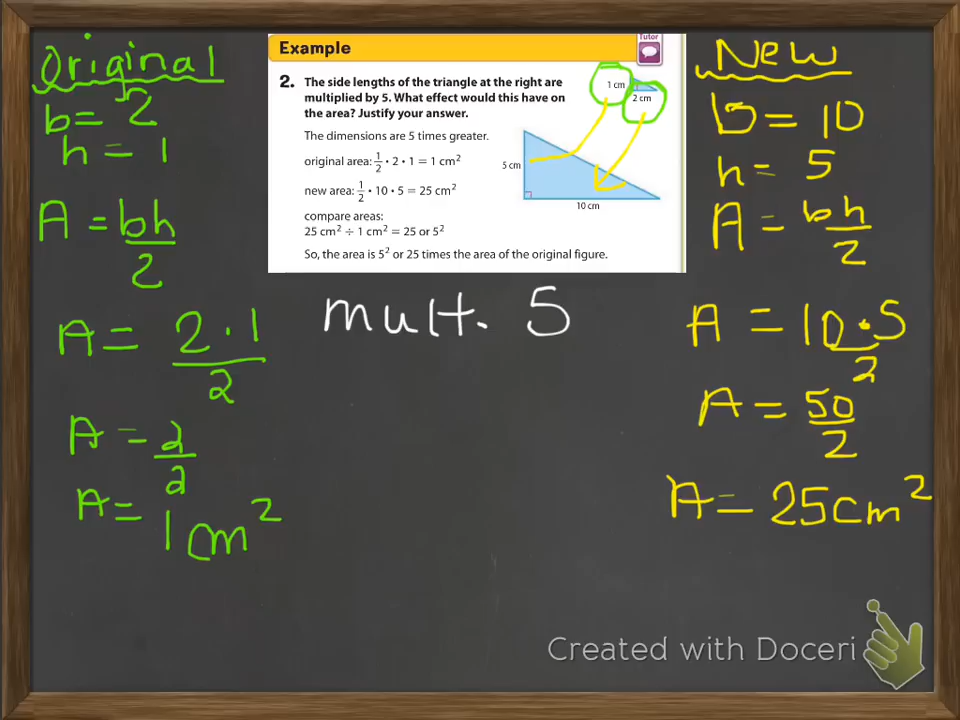 Original
b = 2
h = 1
A = bh/2
A = 2 · 1/2
A = 2/2
A = 1 cm²
Example
Tutor
2. The side lengths of the triangle at the right are
multiplied by 5. What effect would this have on
the area? Justify your answer.
The dimensions are 5 times greater.
original area: 1/2 · 2 · 1 = 1 cm²
new area: 1/2 · 10 · 5 = 25 cm²
compare areas:
25 cm² ÷ 1 cm² = 25 or 5²
So, the area is 5² or 25 times the area of the original figure.
1 cm
2 cm
5 cm
10 cm
mult. 5
New
b = 10
h = 5
A = bh/2
A = 10 · 5/2
A = 50/2
A = 25 cm²
Created with Doceri